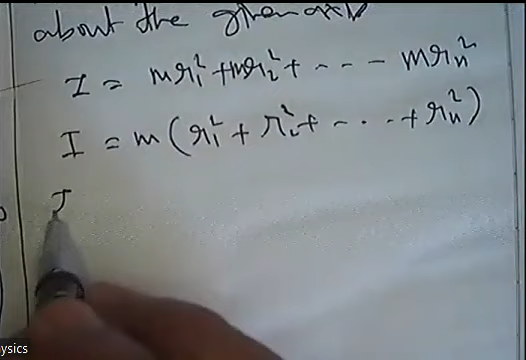 about the given axis
I = mr₁² + mr₂² + - - - mrₙ²
I = m (r₁² + r₂² + - - - + rₙ²)
I
ysics